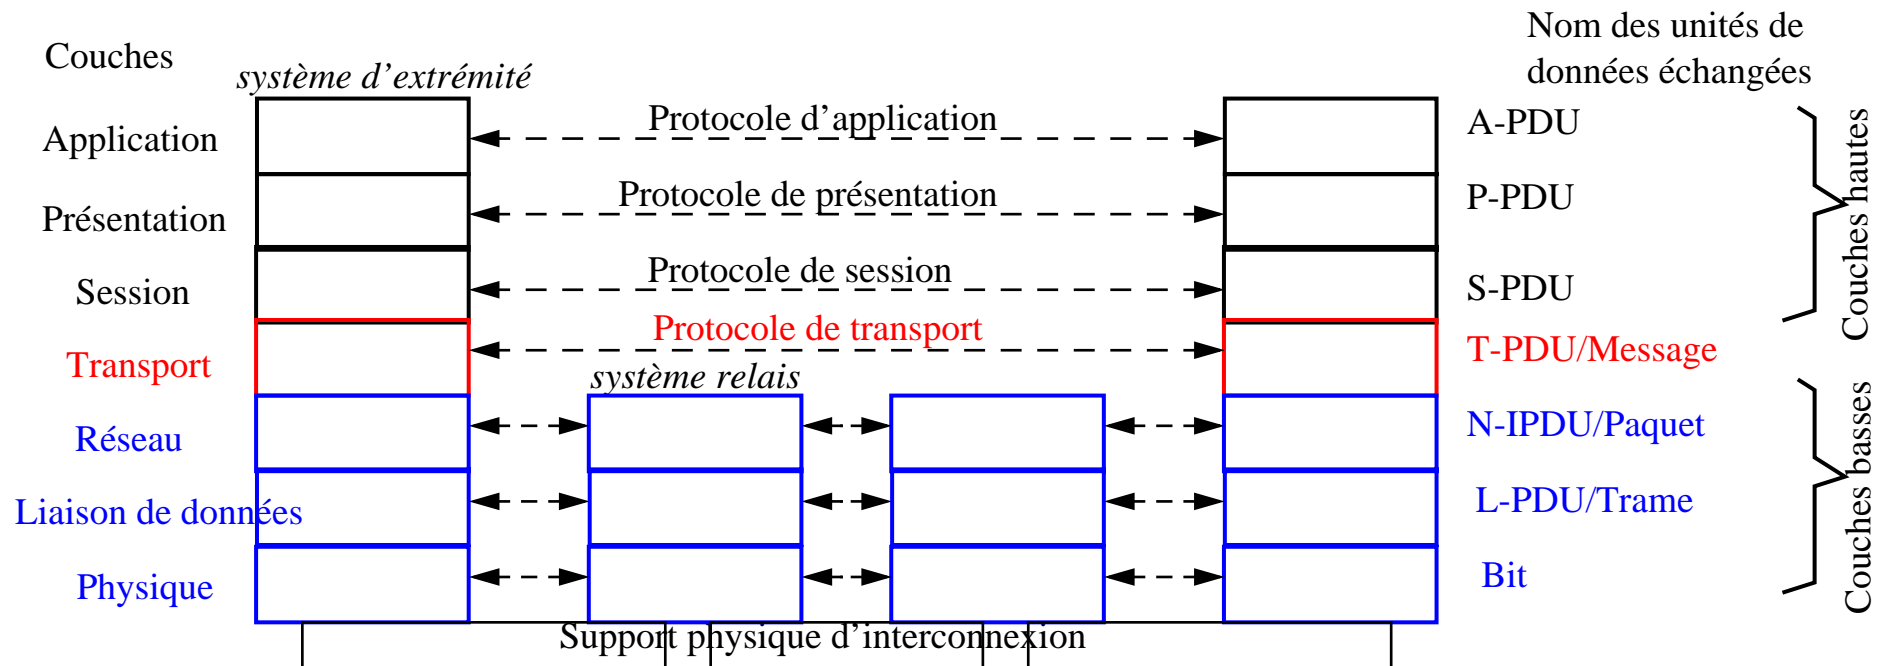 Nom des unités de
données échangées
Couches
système d'extrémité
Application
Protocole d'application
A-PDU
Présentation
Protocole de présentation
P-PDU
Session
Protocole de session
S-PDU
Couches hautes
Transport
Protocole de transport
T-PDU/Message
système relais
Réseau
N-IPDU/Paquet
Liaison de données
L-PDU/Trame
Physique
Bit
Couches basses
Support physique d'interconnexion